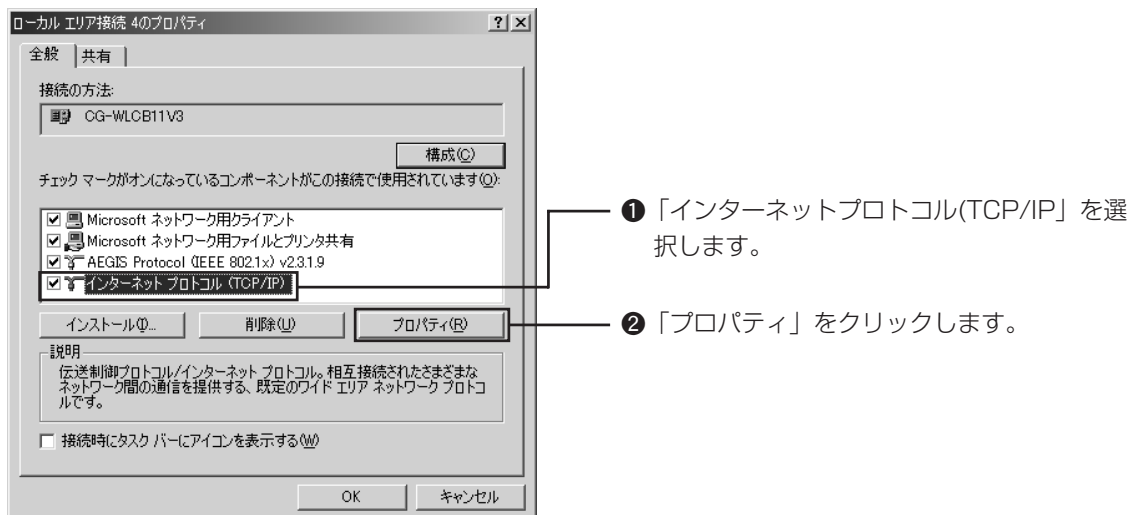 ローカル エリア接続 4のプロパティ
全般
共有
接続の方法:
CG-WLCB11V3
構成(C)
チェック マークがオンになっているコンポーネントがこの接続で使用されています(O):
Microsoft ネットワーク用クライアント
Microsoft ネットワーク用ファイルとプリンタ共有
AEGIS Protocol (IEEE 802.1x) v2.3.1.9
インターネット プロトコル (TCP/IP)
インストール(I)...
削除(U)
プロパティ(R)
説明
伝送制御プロトコル/インターネット プロトコル。相互接続されたさまざまな
ネットワーク間の通信を提供する、既定のワイド エリア ネットワーク プロトコ
ルです。
接続時にタスク バーにアイコンを表示する(W)
OK
キャンセル
❶「インターネットプロトコル(TCP/IP」を選
択します。
❷「プロパティ」をクリックします。